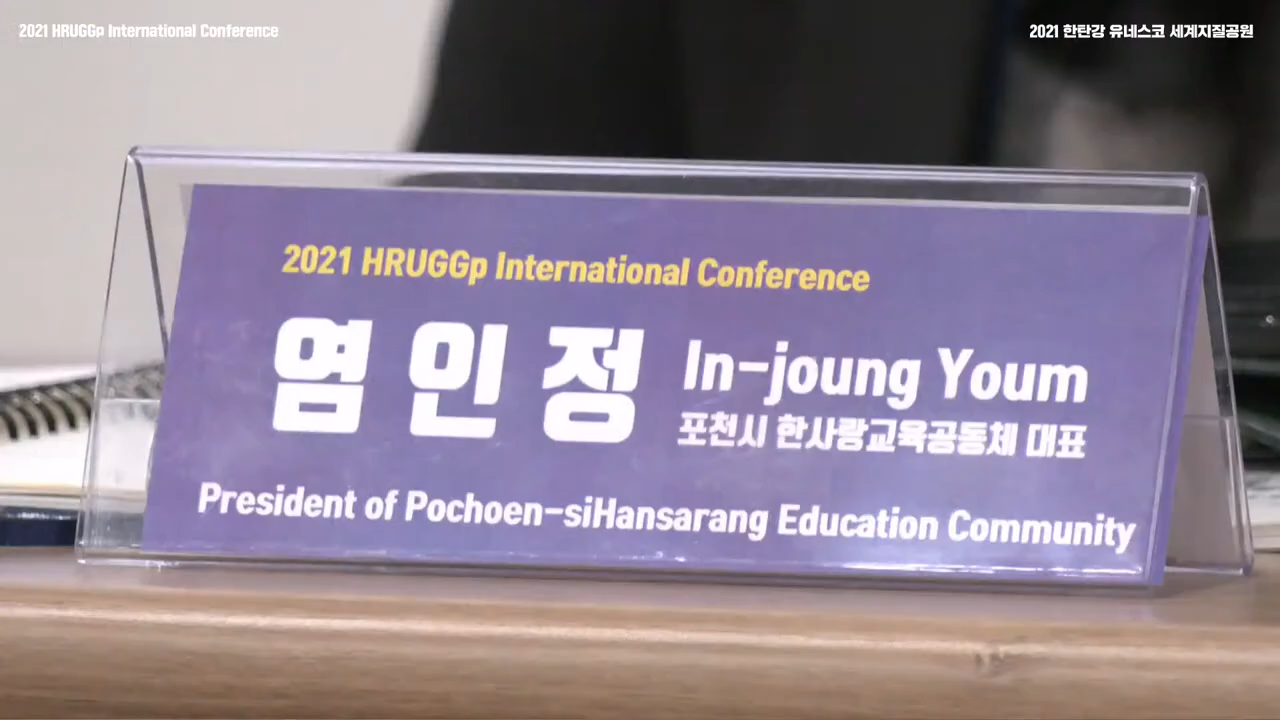 2021 HRUGGp International Conference
2021 한탄강 유네스코 세계지질공원
2021 HRUGGp International Conference
염인정
In-joung Youm
포천시 한사랑교육공동체 대표
President of Pochoen-siHansarang Education Community